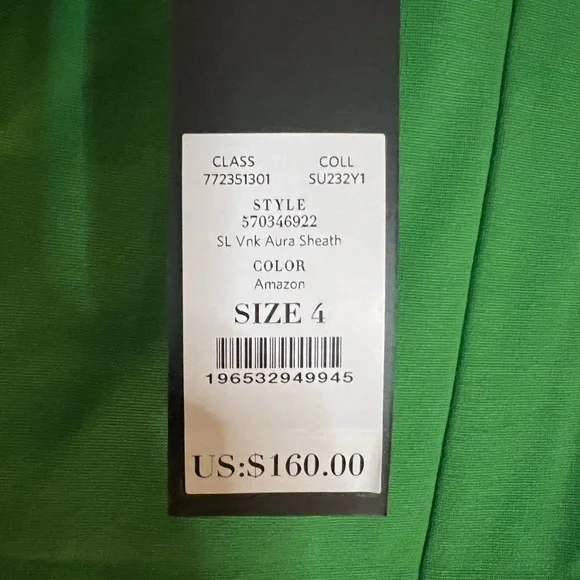 CLASS COLL
772351301 SU232Y1
STYLE
570346922
SL Vnk Aura Sheath
COLOR
Amazon
SIZE 4
196532949945
US:$160.00